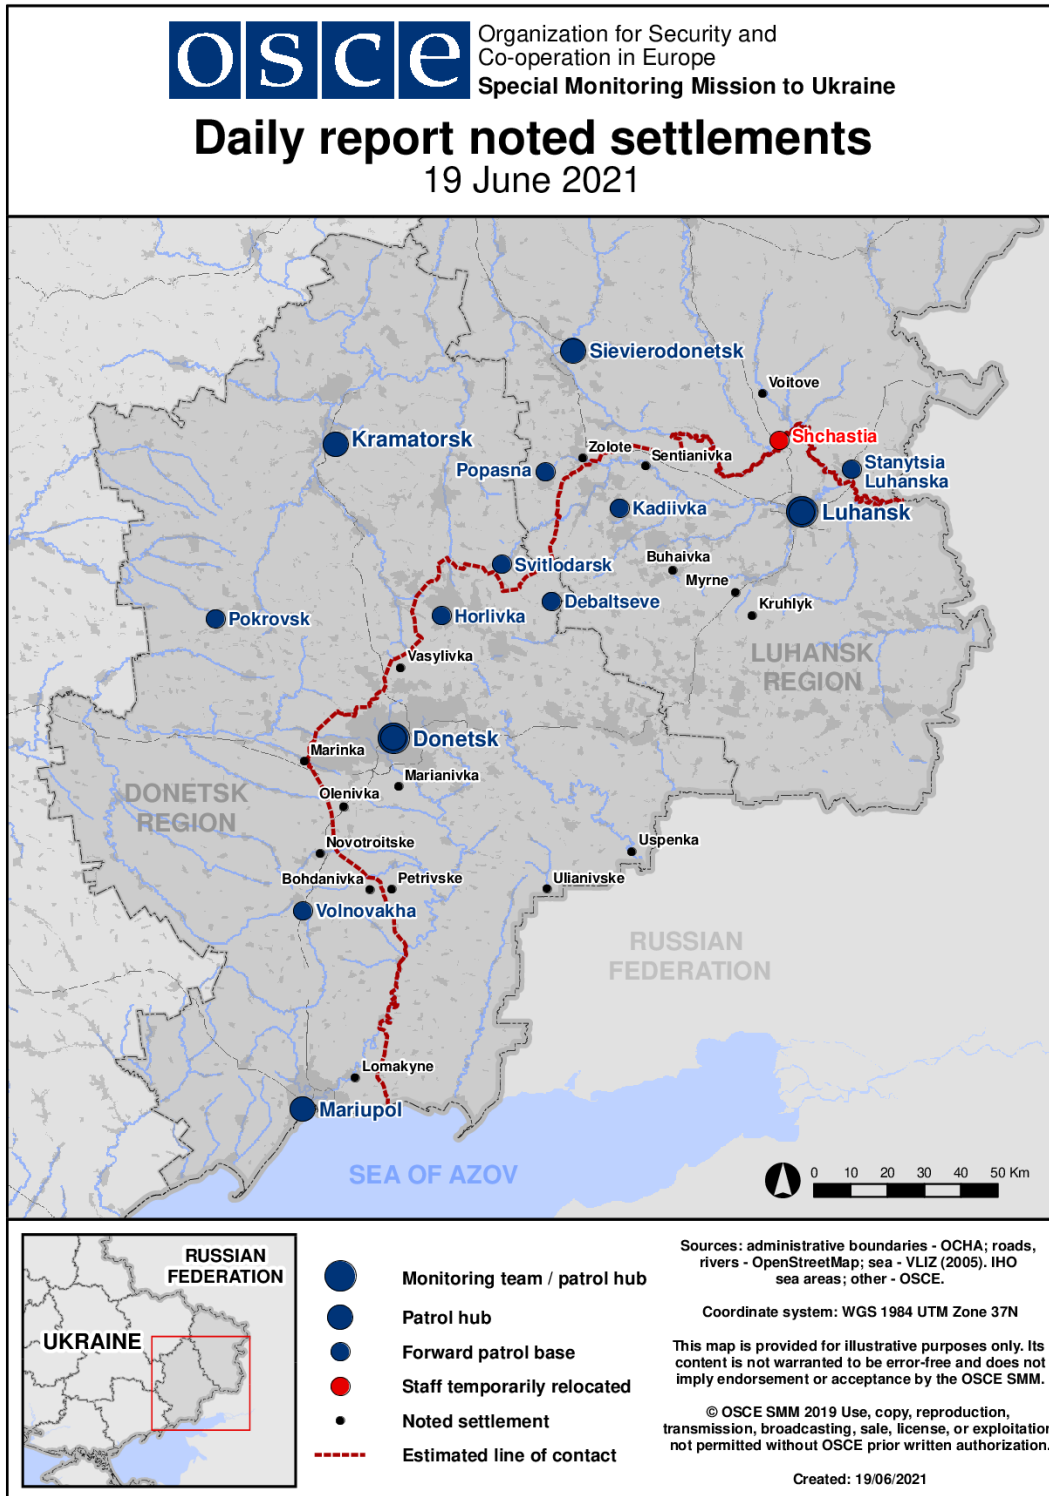 osce
Organization for Security and
Co-operation in Europe
Special Monitoring Mission to Ukraine
Daily report noted settlements
19 June 2021
Sievierodonetsk
Voitove
Kramatorsk
Shchastia
Zolote
Sentianivka
Popasna
Stanytsia
Luhanska
Kadiivka
Luhansk
Svitlodarsk
Buhaivka
Myrne
Debaltseve
Kruhlyk
Horlivka
Pokrovsk
Vasylivka
LUHANSK
REGION
Donetsk
Marinka
Marianivka
Olenivka
DONETSK
REGION
Novotroitske
Uspenka
Bohdanivka
Petrivske
Ulianivske
Volnovakha
RUSSIAN
FEDERATION
Lomakyne
Mariupol
SEA OF AZOV
0 10 20 30 40 50 Km
RUSSIAN
FEDERATION
UKRAINE
Monitoring team / patrol hub
Patrol hub
Forward patrol base
Staff temporarily relocated
Noted settlement
Estimated line of contact
Sources: administrative boundaries - OCHA; roads,
rivers - OpenStreetMap; sea - VLIZ (2005). IHO
sea areas; other - OSCE.
Coordinate system: WGS 1984 UTM Zone 37N
This map is provided for illustrative purposes only. Its
content is not warranted to be error-free and does not
imply endorsement or acceptance by the OSCE SMM.
© OSCE SMM 2019 Use, copy, reproduction,
transmission, broadcasting, sale, license, or exploitation
not permitted without OSCE prior written authorization.
Created: 19/06/2021